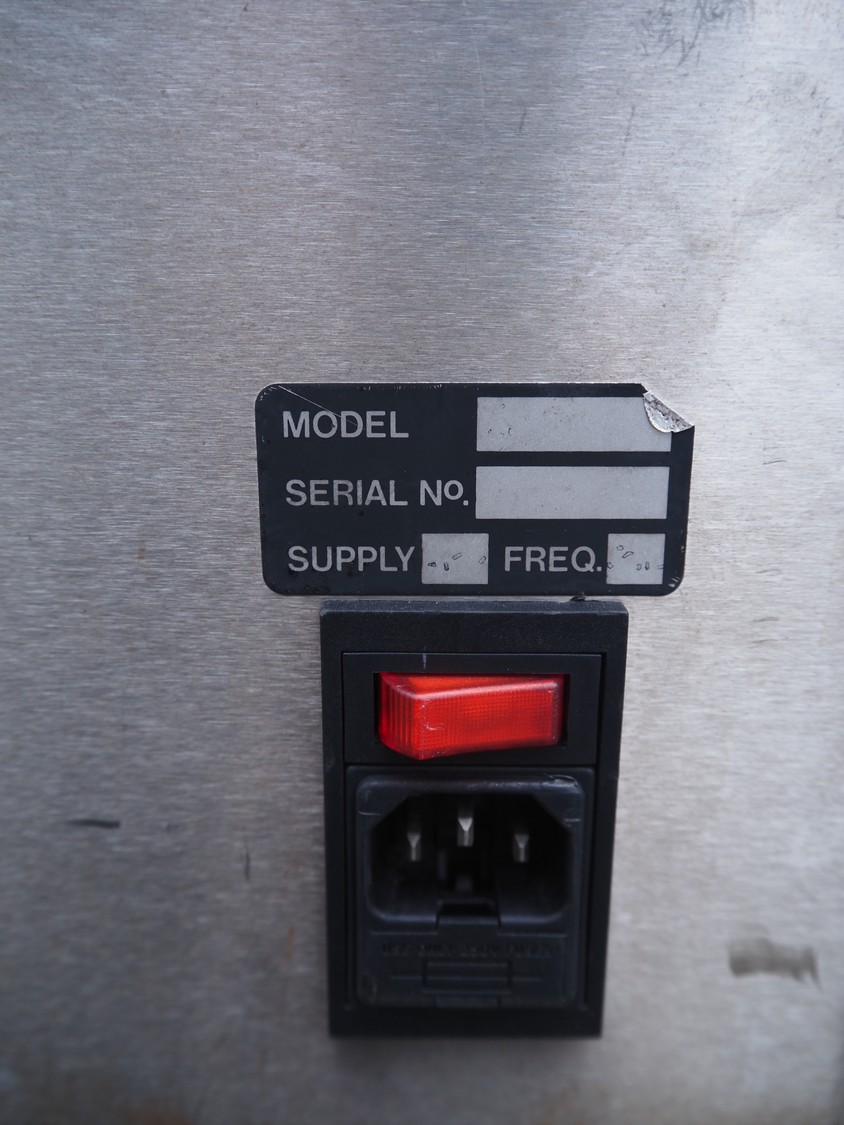 MODEL
SERIAL No.
SUPPLY FREQ.